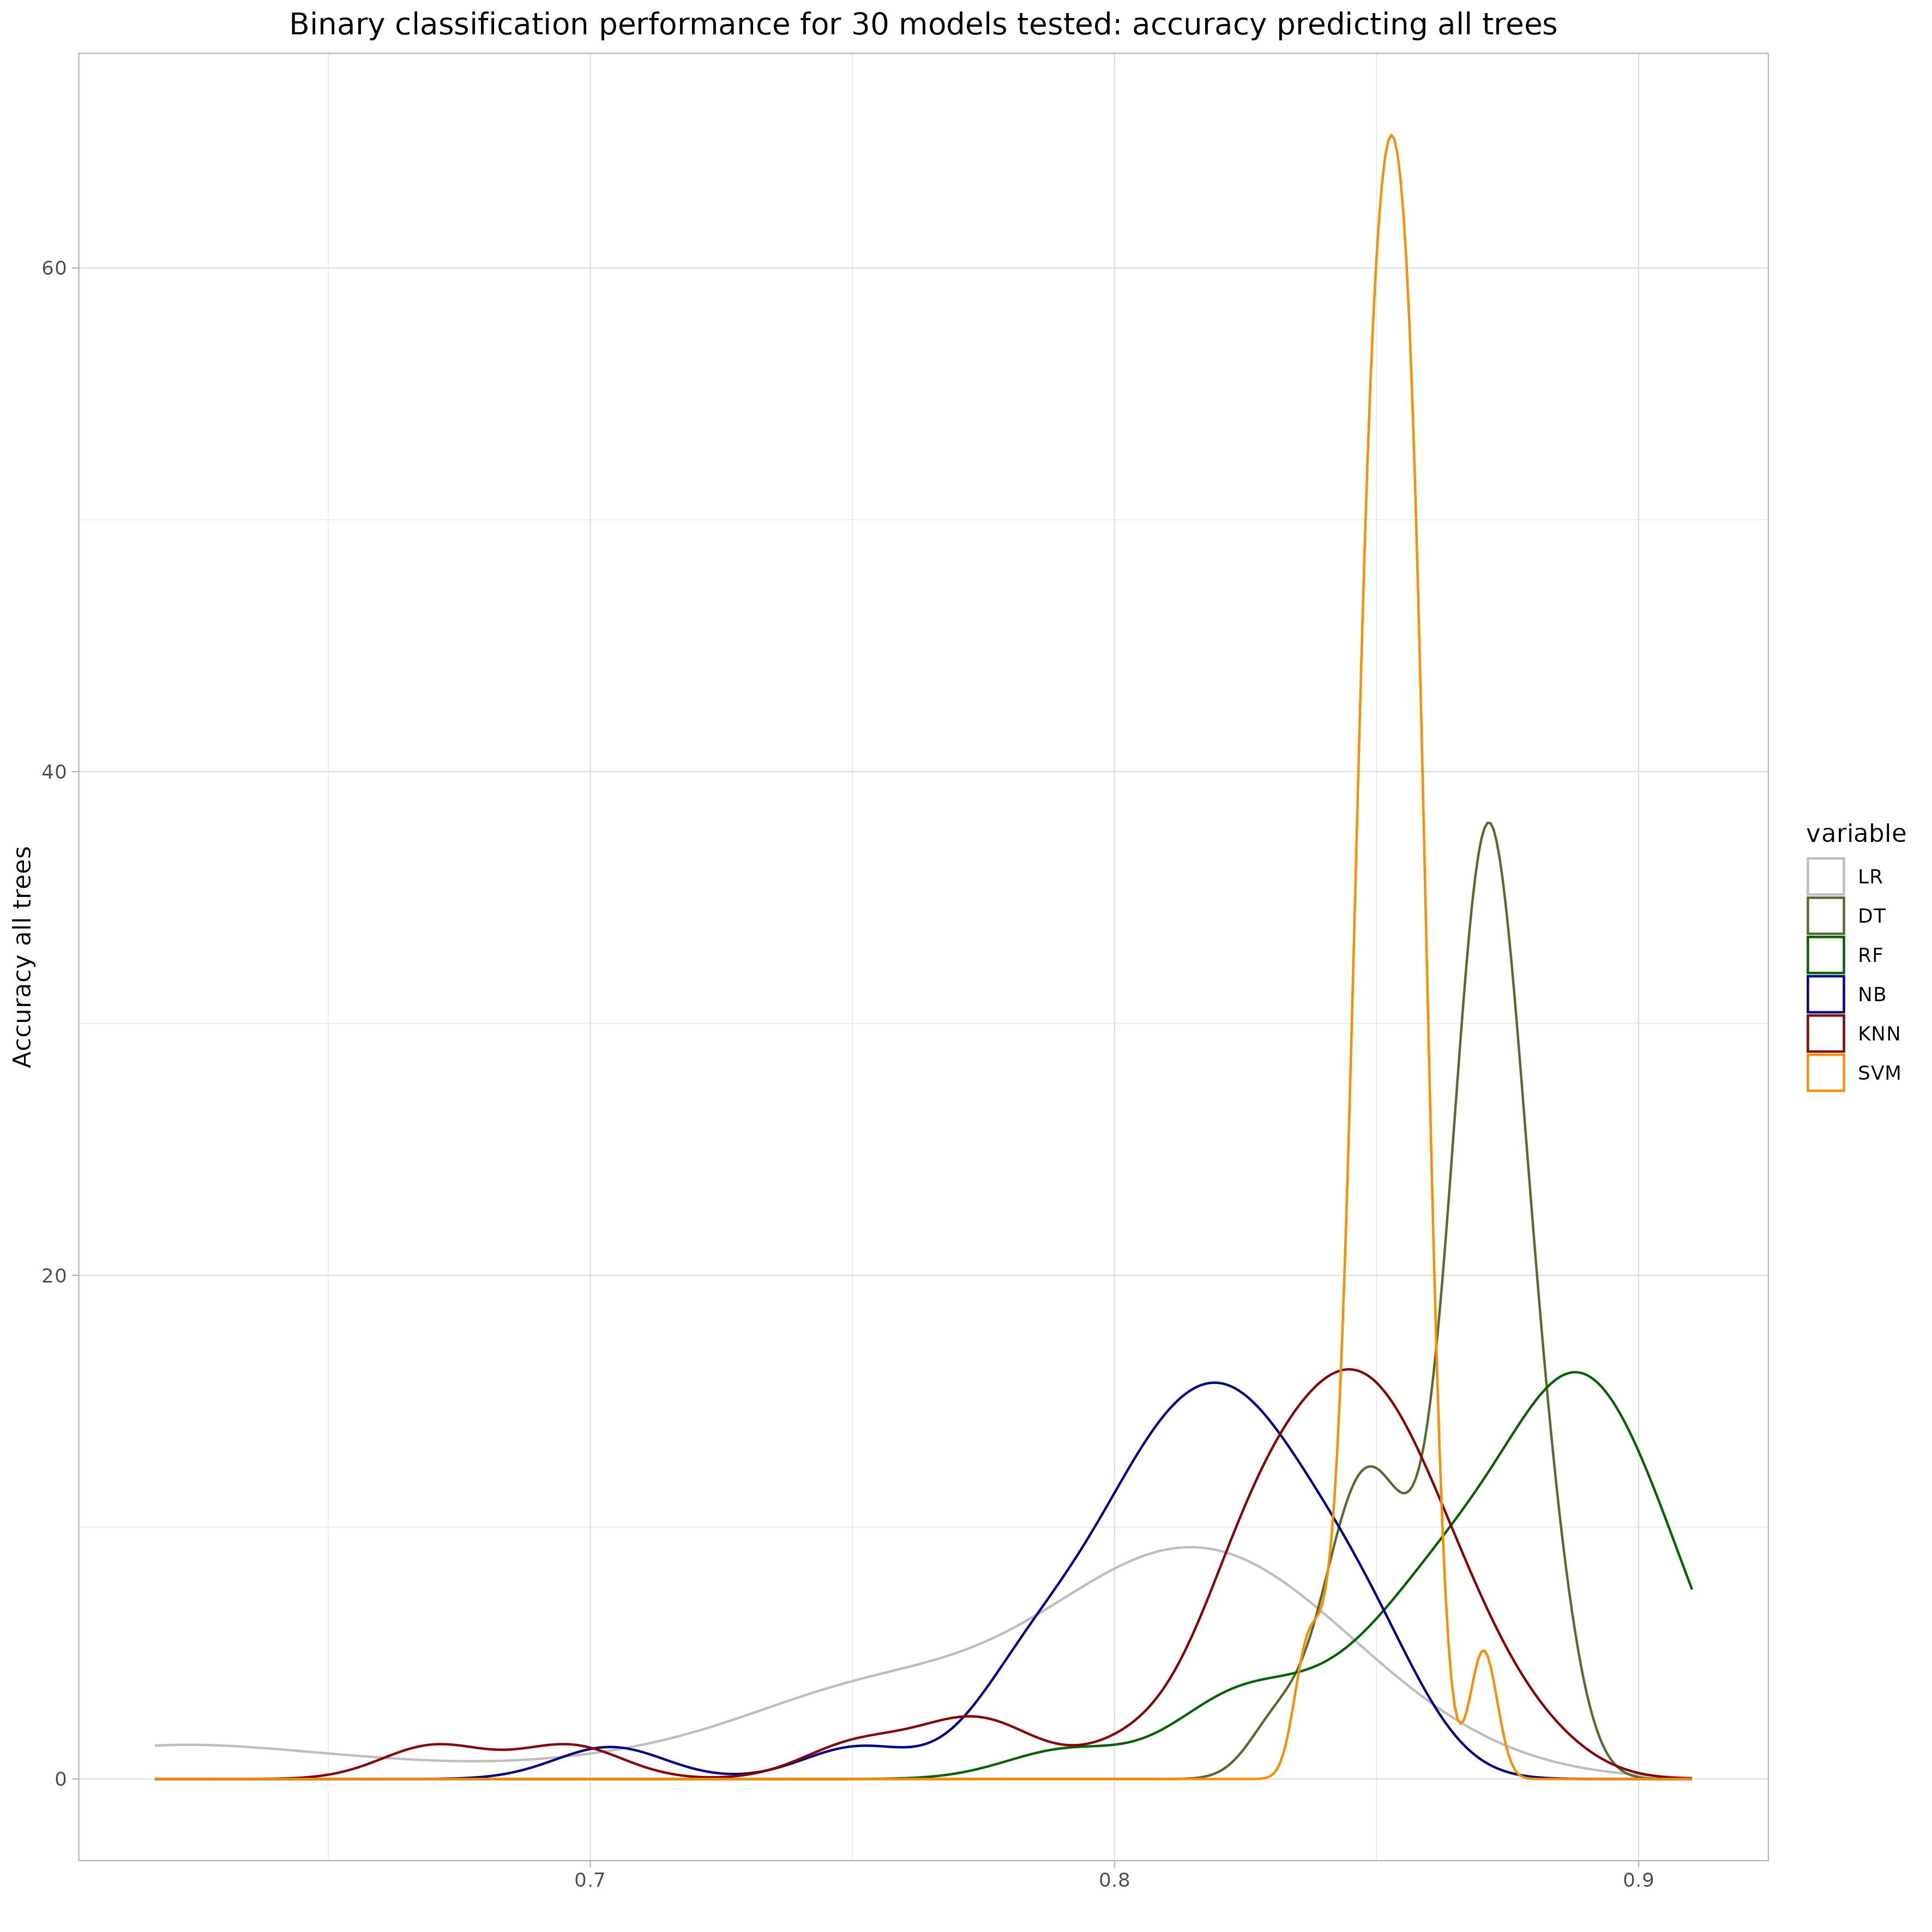 Binary classification performance for 30 models tested: accuracy predicting all trees
60
40
20
0
Accuracy all trees
0.7
0.8
0.9
variable
LR
DT
RF
NB
KNN
SVM